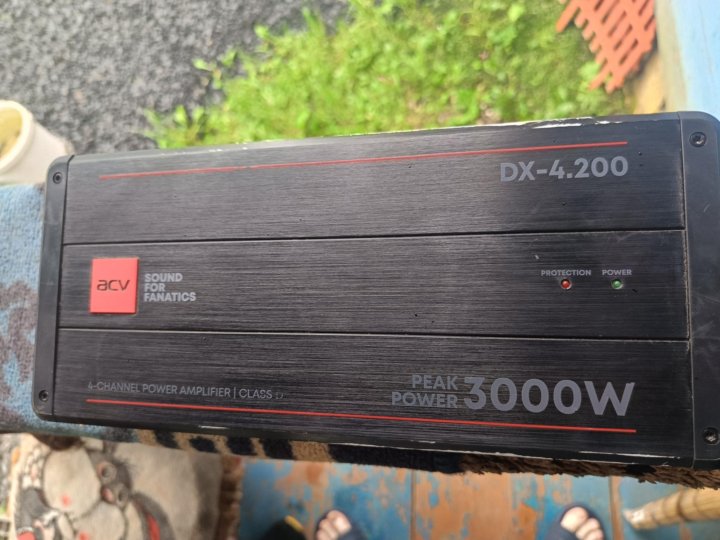 DX-4.200
acv
SOUND
FOR
FANATICS
PROTECTION POWER
4-CHANNEL POWER AMPLIFIER | CLASS D
PEAK
POWER
3000W